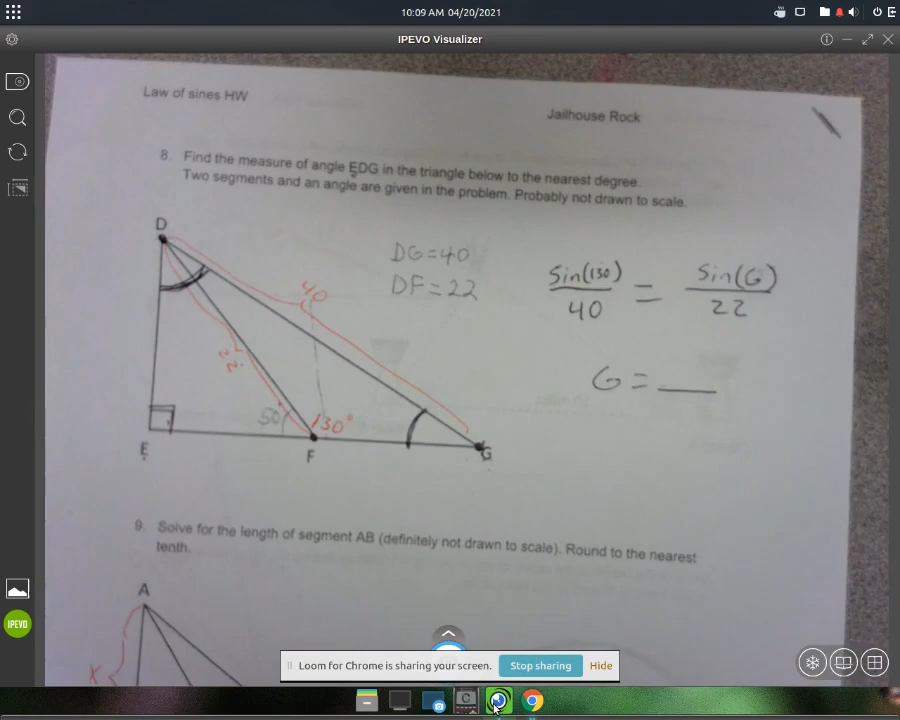 10:09 AM 04/20/2021
IPEVO Visualizer
Law of sines HW
Jailhouse Rock
8. Find the measure of angle EDG in the triangle below to the nearest degree.
Two segments and an angle are given in the problem. Probably not drawn to scale.
D
DG=40
DF=22
Sin(130)/40 = Sin(G)/22
40
22
G=___
50
130°
E
F
G
9. Solve for the length of segment AB (definitely not drawn to scale). Round to the nearest
tenth.
A
x
IPEVO
Loom for Chrome is sharing your screen.
Stop sharing
Hide